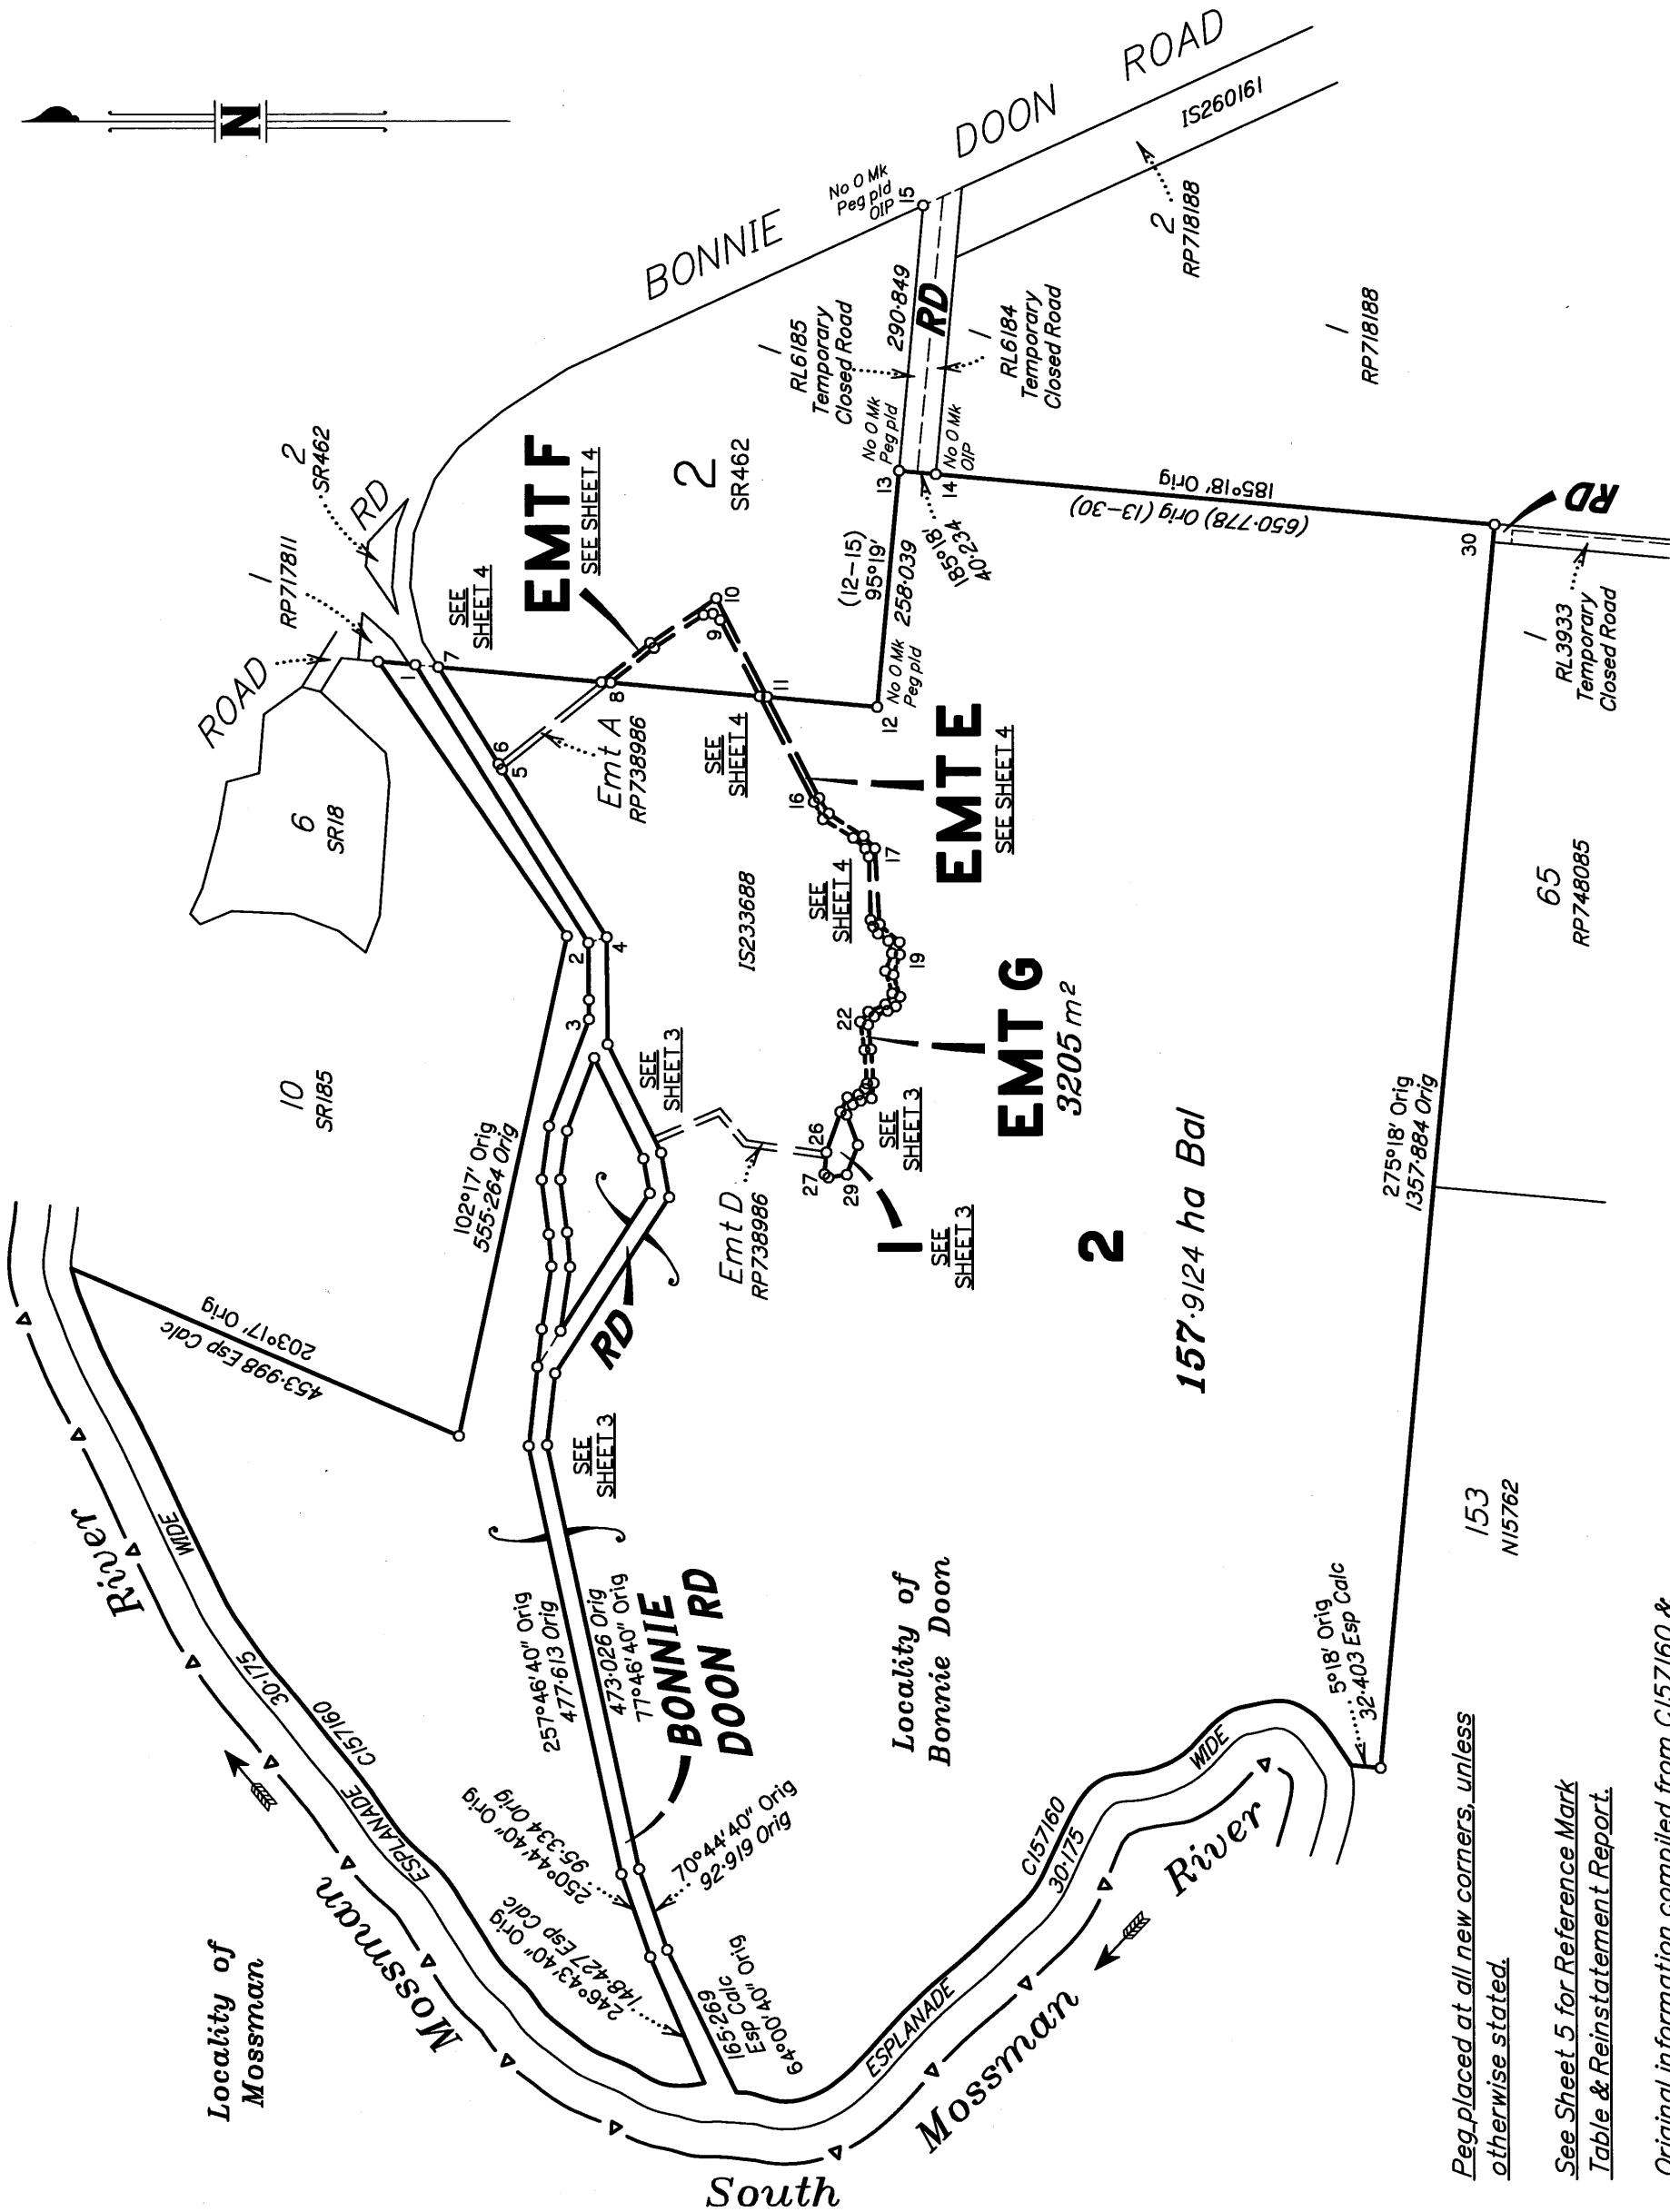 Locality of
Mossman
South
Mossman
River
ESPLANADE
30·175
WIDE
C157160
203°17' Orig
453·998 Esp Calc
102°17' Orig
555·264 Orig
10
SR185
6
SR18
ROAD
1
RP717811
2
SR462
RD
N
BONNIE
DOON
ROAD
IS260161
2
RP718188
1
RP718188
No O Mk
Peg pld
OIP
15
290·849
RD
1
RL6185
Temporary
Closed Road
1
RL6184
Temporary
Closed Road
No O Mk
Peg pld
13
No O Mk
OIP
14
185°18'
40·234
(12-15)
95°19'
258·039
12
No O Mk
Peg pld
185°18' Orig
(650·778) Orig (13-30)
30
RD
1
RL3933
Temporary
Closed Road
65
RP748085
2
SR462
EMT F
SEE SHEET 4
SEE
SHEET 4
1
7
6
5
8
9
10
11
Emt A
RP738986
SEE
SHEET 4
16
17
EMT E
SEE SHEET 4
IS233688
SEE
SHEET 4
19
22
EMT G
3205 m²
2
3
4
SEE
SHEET 3
Emt D
RP738986
26
27
29
SEE
SHEET 3
1
SEE
SHEET 3
2
157·9124 ha Bal
RD
SEE
SHEET 3
257°46'40" Orig
477·613 Orig
473·026 Orig
77°46'40" Orig
BONNIE
DOON RD
250°44'40" Orig
95·334 Orig
70°44'40" Orig
92·919 Orig
246°43'40" Orig
148·427 Esp Calc
165·269
Esp Calc
64°00'40" Orig
Locality of
Bonnie Doon
ESPLANADE
30·175
C157160
WIDE
Mossman
River
5°18' Orig
32·403 Esp Calc
275°18' Orig
1357·884 Orig
153
N15762
Peg placed at all new corners, unless
otherwise stated.
See Sheet 5 for Reference Mark
Table & Reinstatement Report.
Original information compiled from C157160 &